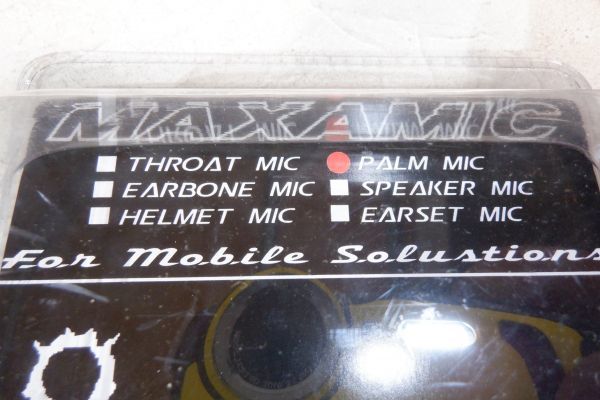 MAXAMIC
THROAT MIC PALM MIC
EARBONE MIC SPEAKER MIC
HELMET MIC EARSET MIC
For Mobile Solustions